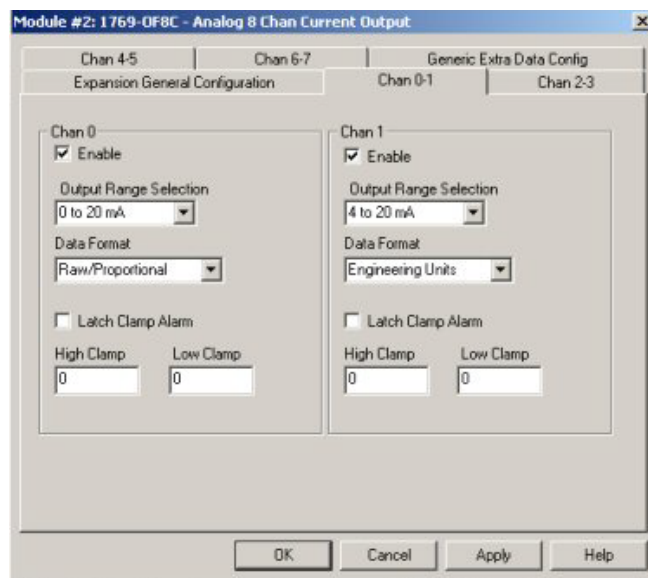 Module #2: 1769-OF8C - Analog 8 Chan Current Output
Chan 4-5 Chan 6-7 Generic Extra Data Config
Expansion General Configuration Chan 0-1 Chan 2-3
Chan 0 Chan 1
Enable Enable
Output Range Selection Output Range Selection
0 to 20 mA 4 to 20 mA
Data Format Data Format
Raw/Proportional Engineering Units
Latch Clamp Alarm Latch Clamp Alarm
High Clamp Low Clamp High Clamp Low Clamp
0 0 0 0
OK Cancel Apply Help